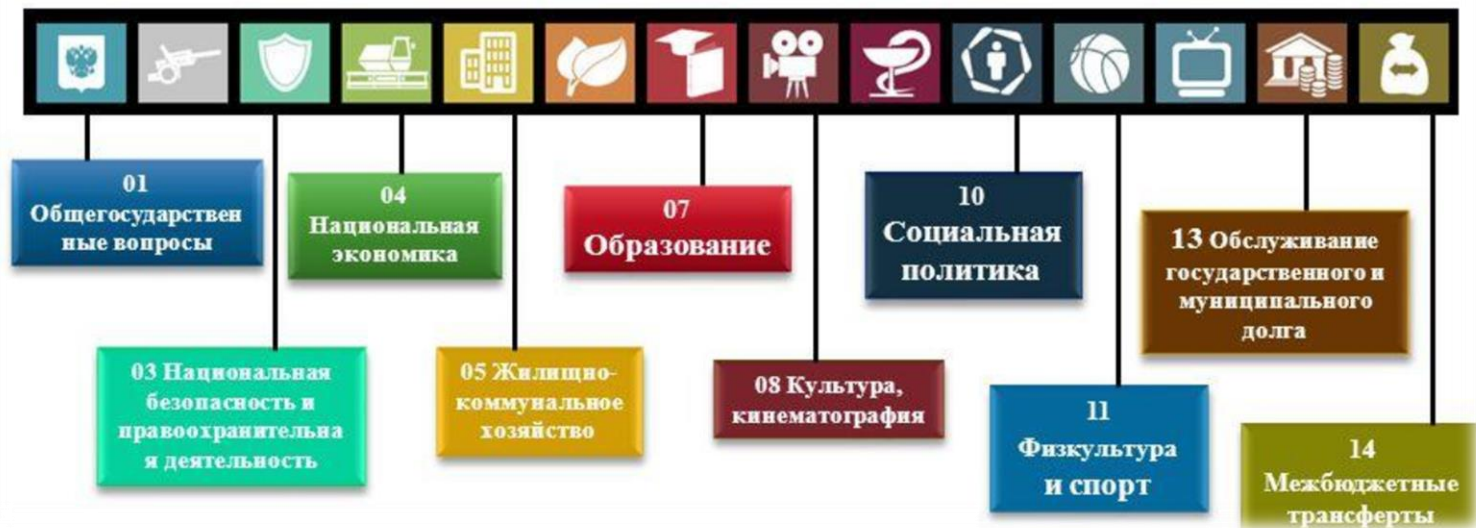 01
Общегосударствен
ные вопросы
04
Национальная
экономика
07
Образование
10
Социальная
политика
13 Обслуживание
государственного и
муниципального
долга
03 Национальная
безопасность и
правоохранительна
я деятельность
05 Жилищно-
коммунальное
хозяйство
08 Культура,
кинематография
11
Физкультура
и спорт
14
Межбюджетные
трансферты